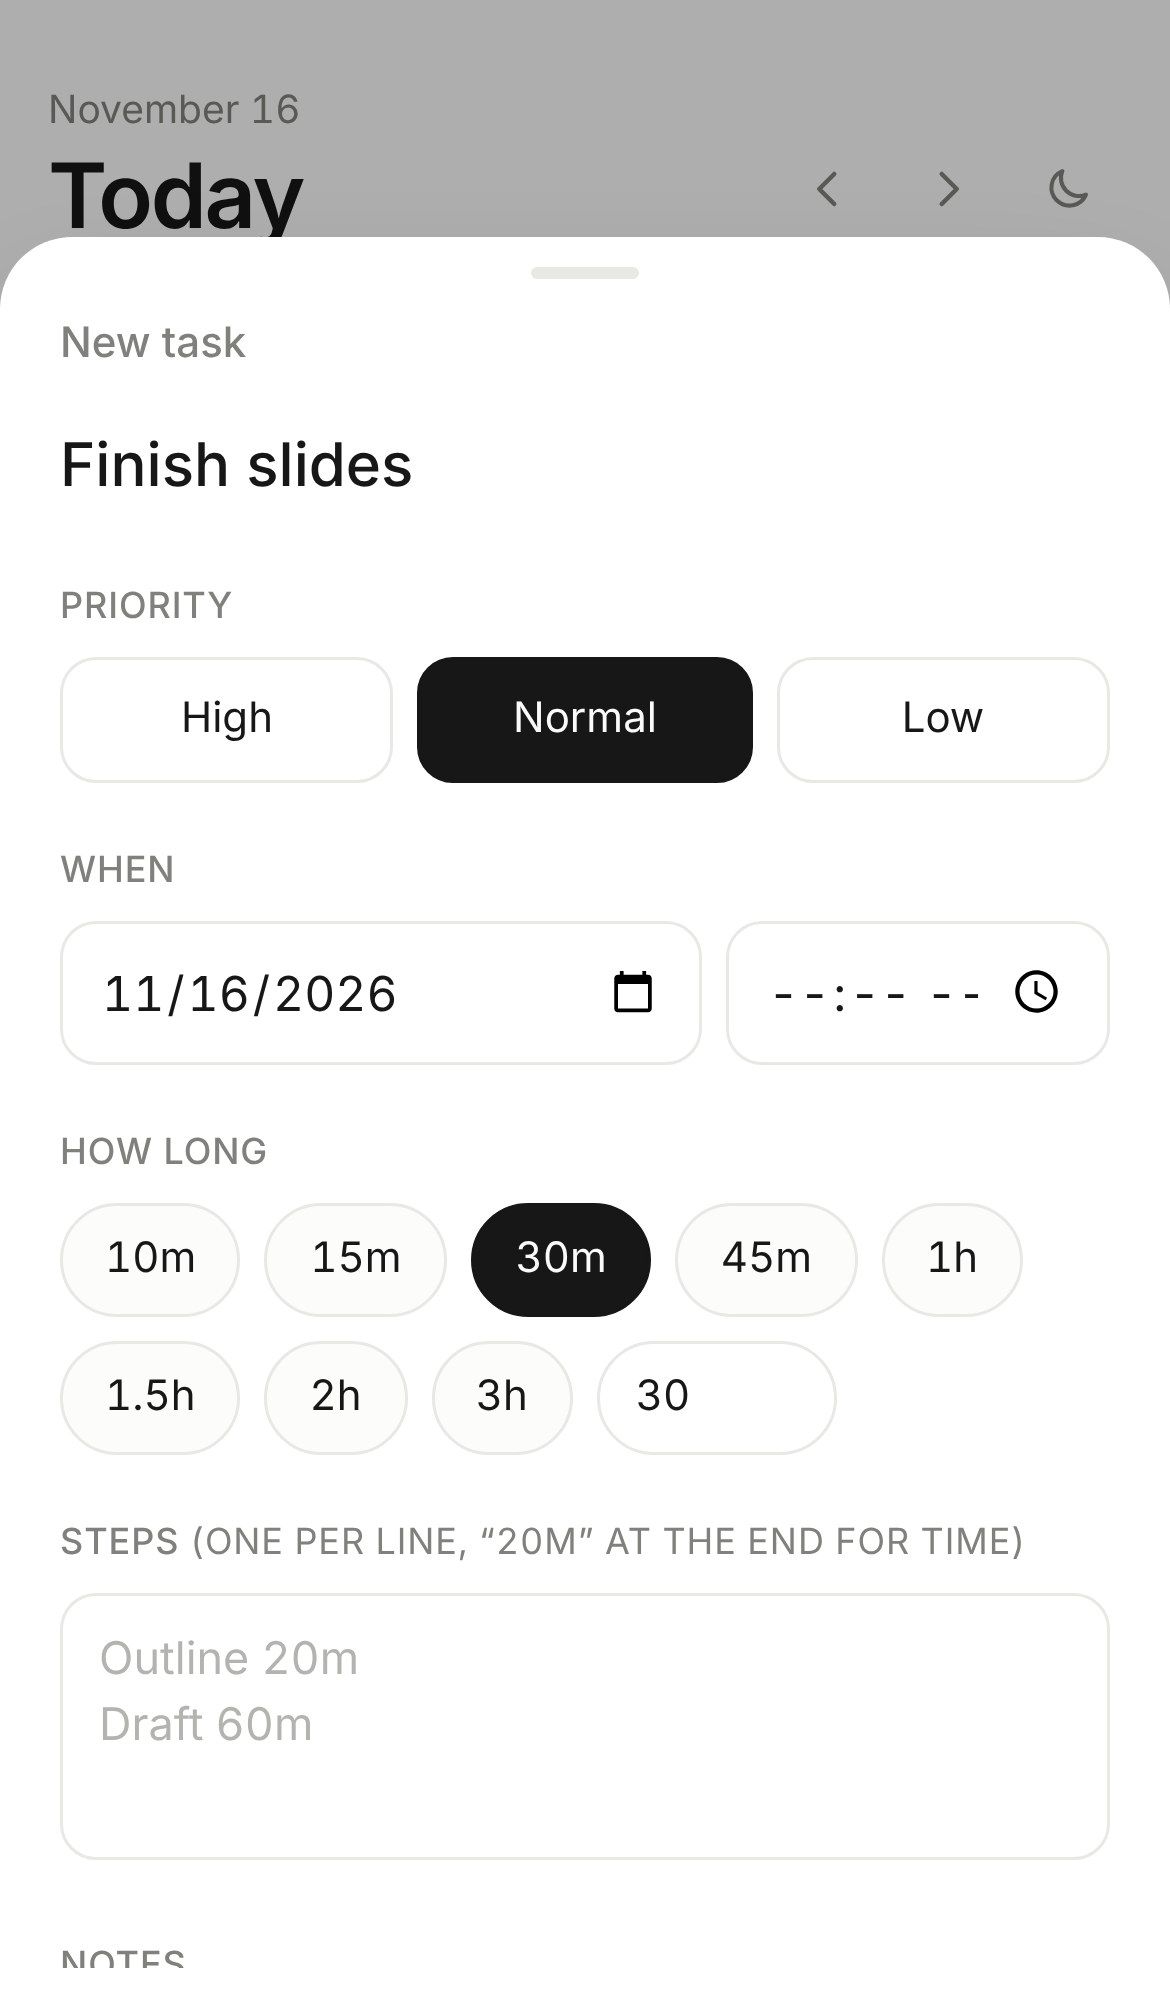 November 16
Today
New task
Finish slides
PRIORITY
High Normal Low
WHEN
11/16/2026 --:-- --
HOW LONG
10m 15m 30m 45m 1h
1.5h 2h 3h 30
STEPS (ONE PER LINE, “20M” AT THE END FOR TIME)
Outline 20m
Draft 60m
NOTES